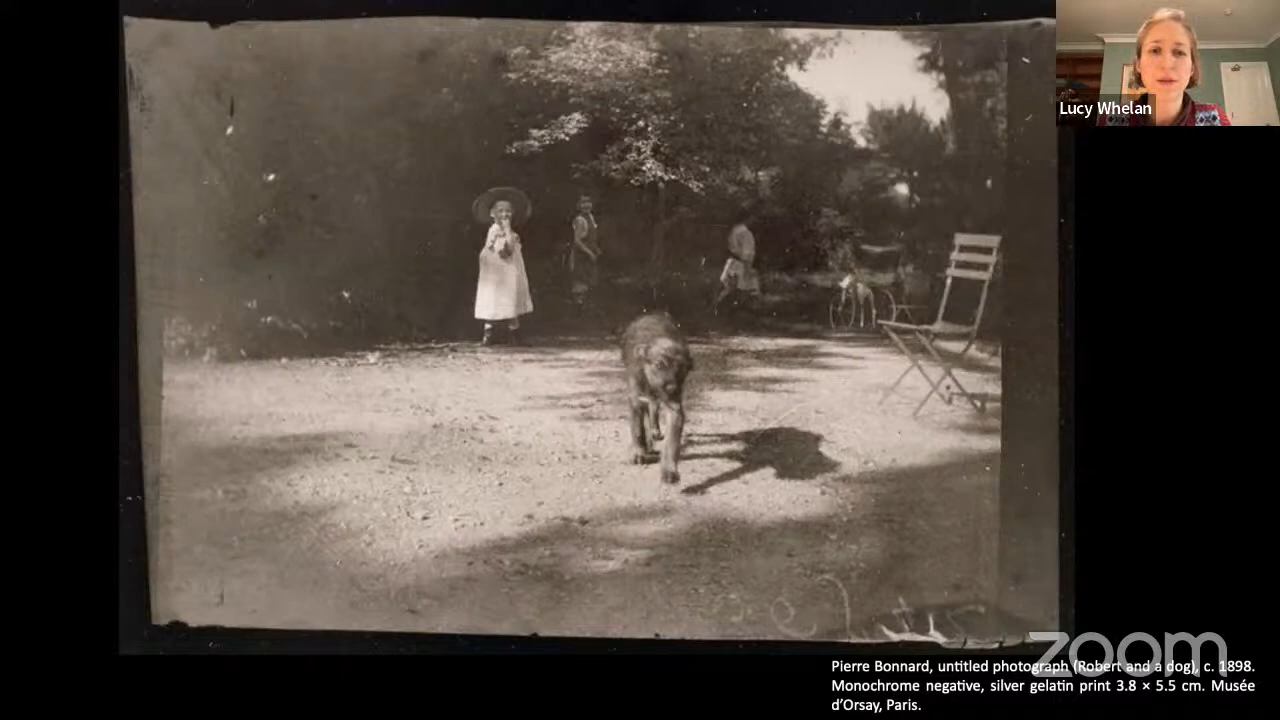 Lucy Whelan
zoom
Pierre Bonnard, untitled photograph (Robert and a dog), c. 1898.
Monochrome negative, silver gelatin print 3.8 × 5.5 cm. Musée
d'Orsay, Paris.